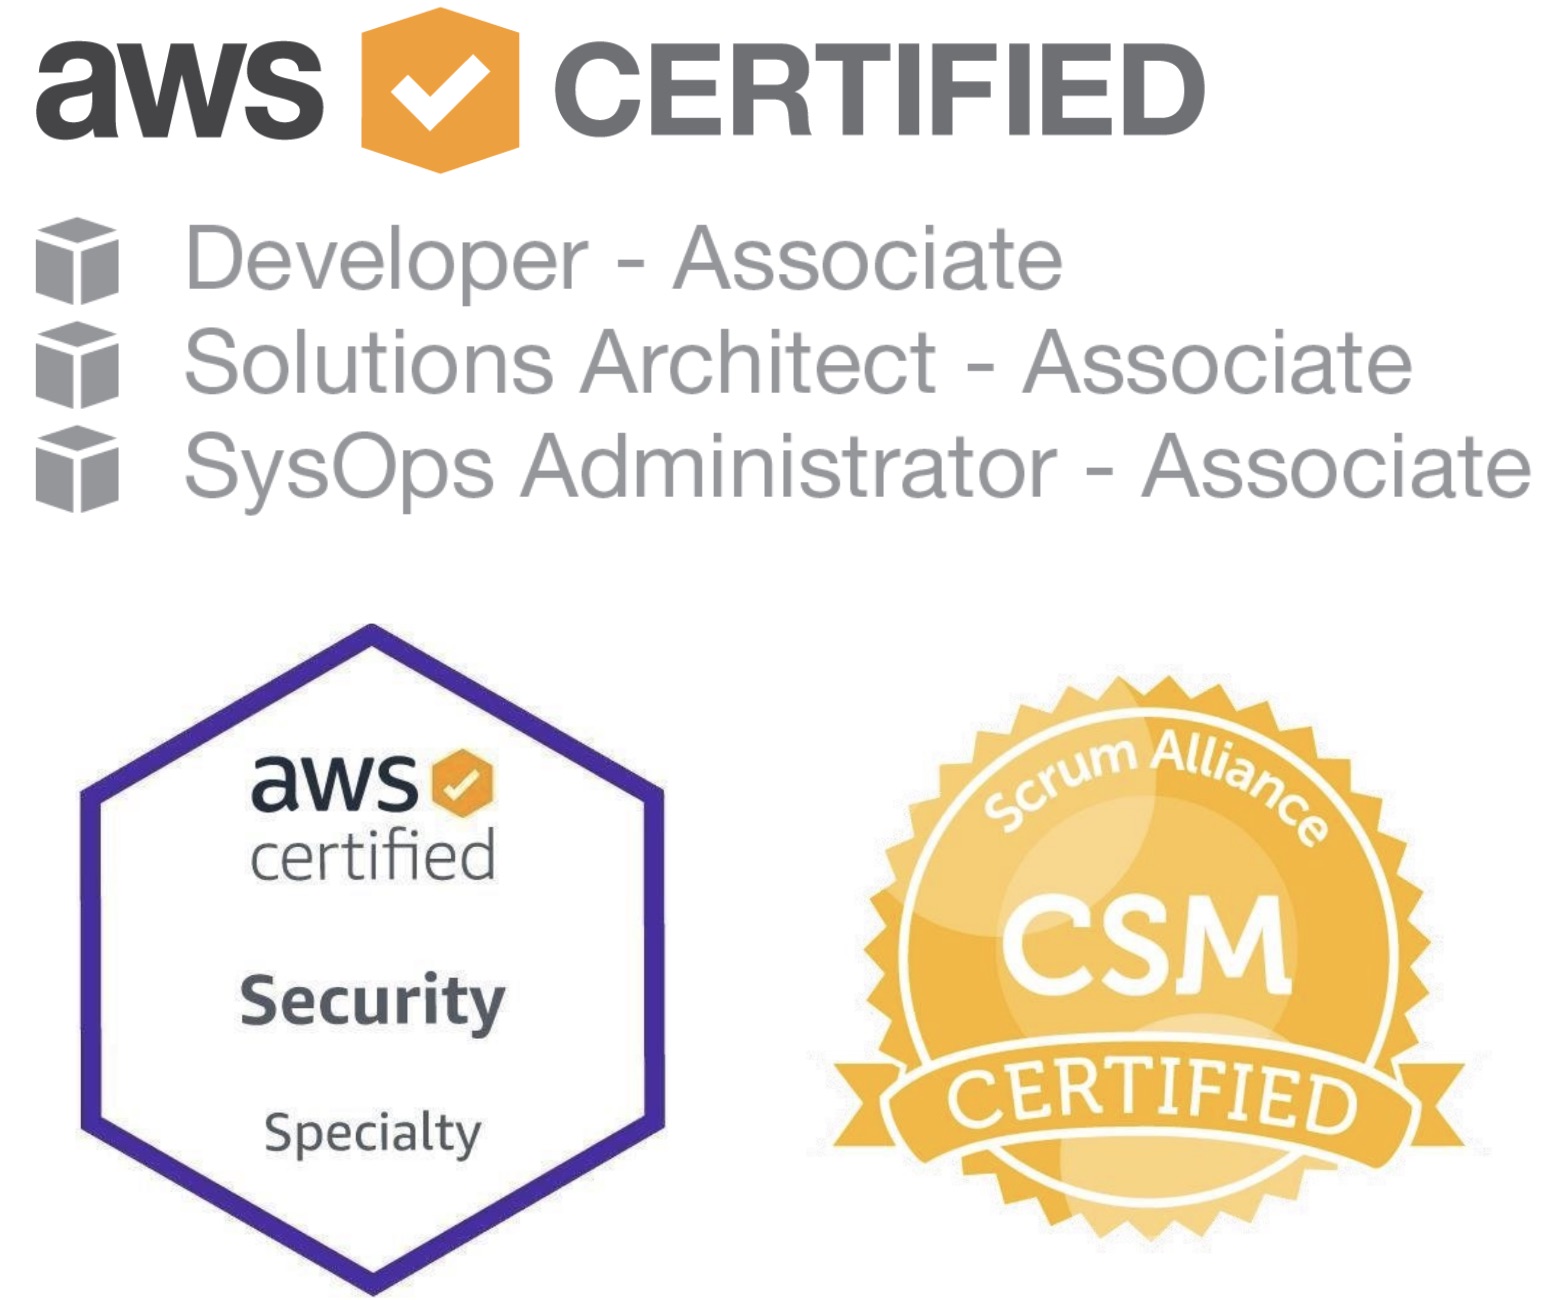 aws CERTIFIED
Developer - Associate
Solutions Architect - Associate
SysOps Administrator - Associate
aws
certified
Security
Specialty
Scrum Alliance
CSM
CERTIFIED